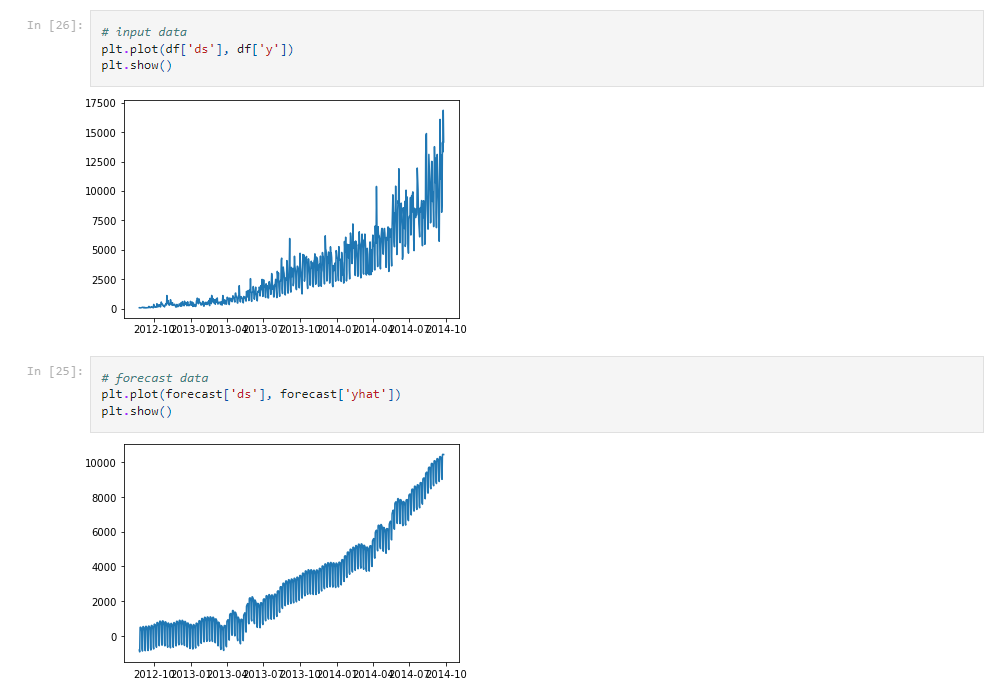 In [26]:
# input data
plt.plot(df['ds'], df['y'])
plt.show()
17500
15000
12500
10000
7500
5000
2500
0
2012-10 2013-01 2013-04 2013-07 2013-10 2014-01 2014-04 2014-07 2014-10
In [25]:
# forecast data
plt.plot(forecast['ds'], forecast['yhat'])
plt.show()
10000
8000
6000
4000
2000
0
2012-10 2013-01 2013-04 2013-07 2013-10 2014-01 2014-04 2014-07 2014-10